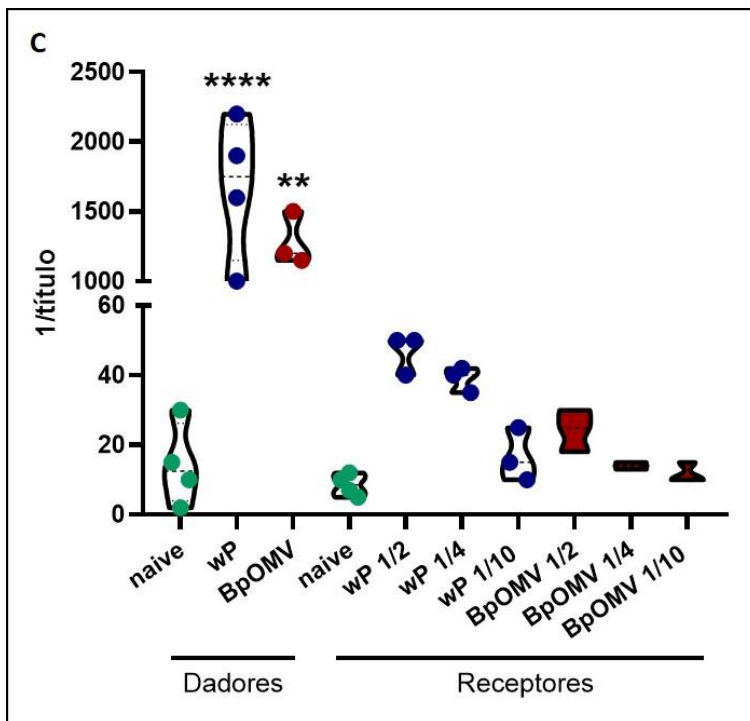 C
1/título
2500
2000
1500
1000
60
40
20
0
****
**
naive
wP
BpOMV
naive
wP 1/2
wP 1/4
wP 1/10
BpOMV 1/2
BpOMV 1/4
BpOMV 1/10
Dadores
Receptores